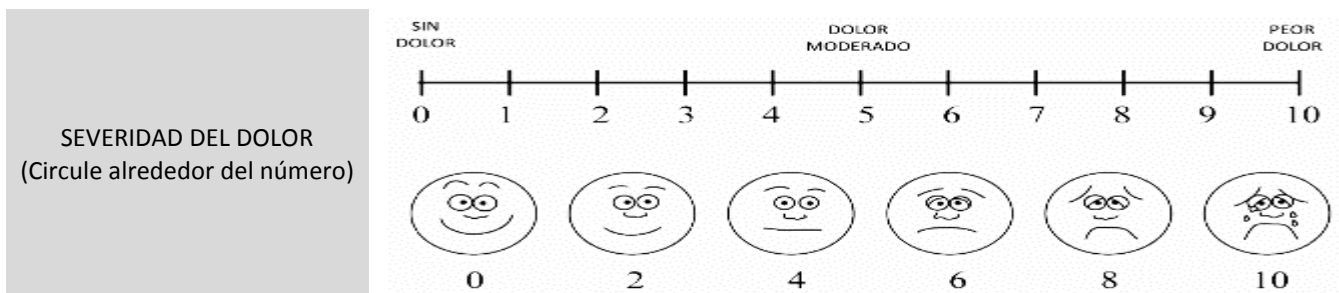 SEVERIDAD DEL DOLOR
(Circule alrededor del número)
SIN
DOLOR
DOLOR
MODERADO
PEOR
DOLOR
0 1 2 3 4 5 6 7 8 9 10
0 2 4 6 8 10